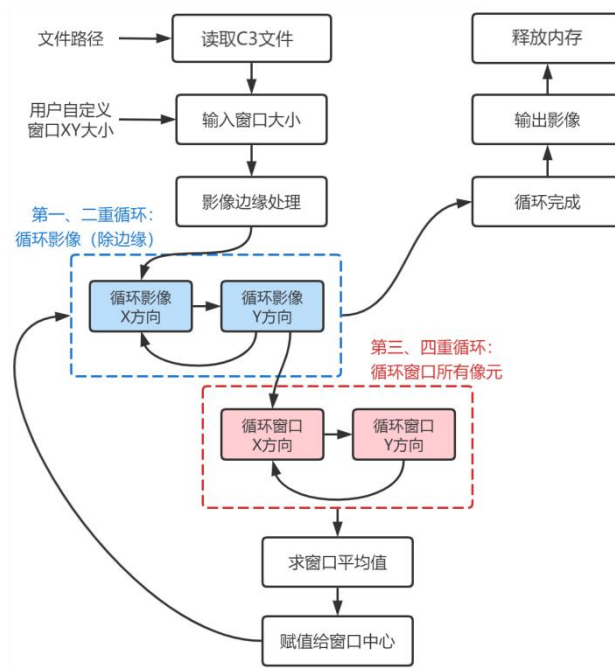 文件路径
读取C3文件
释放内存
用户自定义
窗口XY大小
输入窗口大小
输出影像
影像边缘处理
循环完成
第一、二重循环：
循环影像（除边缘）
循环影像
X方向
循环影像
Y方向
第三、四重循环：
循环窗口所有像元
循环窗口
X方向
循环窗口
Y方向
求窗口平均值
赋值给窗口中心